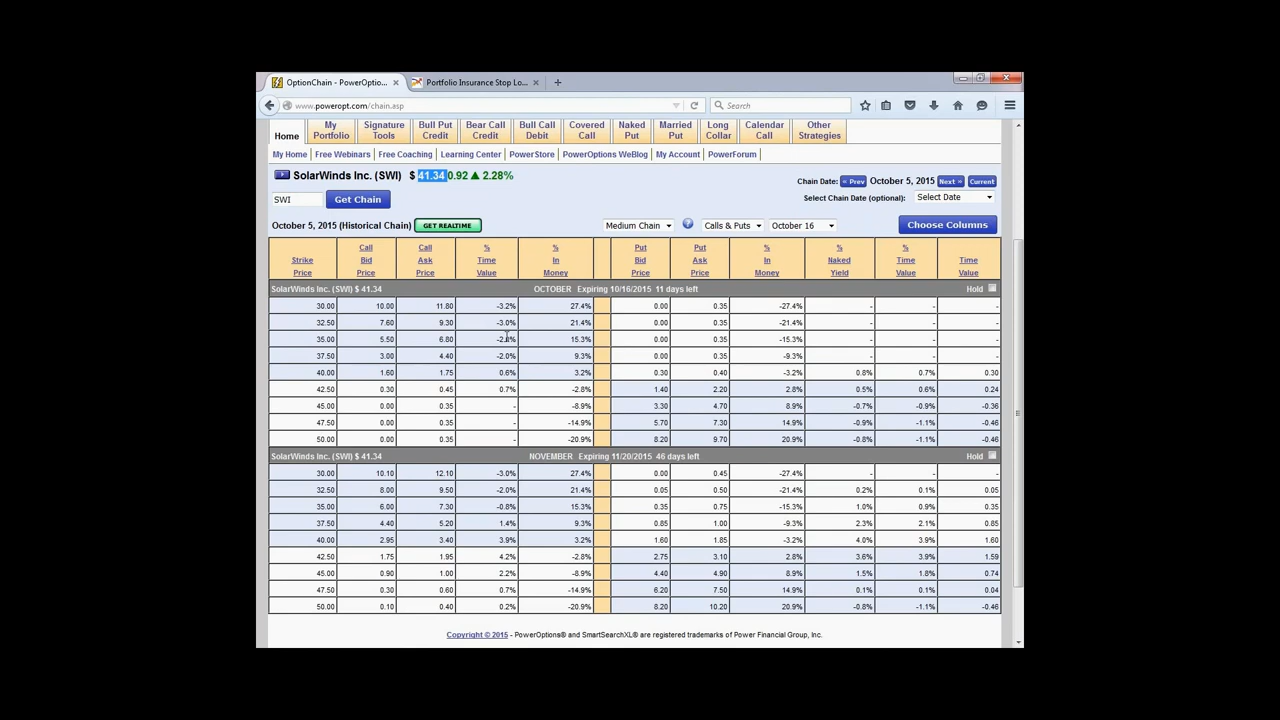 OptionChain - PowerOptio... Portfolio Insurance Stop Lo...
www.poweropt.com/chain.asp Search
Home My Portfolio Signature Tools Bull Put Credit Bear Call Credit Bull Call Debit Covered Call Naked Put Married Put Long Collar Calendar Call Other Strategies
My Home Free Webinars Free Coaching Learning Center PowerStore PowerOptions WeBlog My Account PowerForum
SolarWinds Inc. (SWI) $ 41.34 0.92 ▲ 2.28%
Chain Date: « Prev October 5, 2015 Next » Current
SWI Get Chain Select Chain Date (optional): Select Date
October 5, 2015 (Historical Chain) GET REALTIME Medium Chain ? Calls & Puts October 16 Choose Columns
Strike Price Call Bid Price Call Ask Price % Time Value % In Money Put Bid Price Put Ask Price % In Money % Naked Yield % Time Value Time Value
SolarWinds Inc. (SWI) $ 41.34 OCTOBER Expiring 10/16/2015 11 days left Hold
30.00 10.00 11.80 -3.2% 27.4% 0.00 0.35 -27.4% - - -
32.50 7.60 9.30 -3.0% 21.4% 0.00 0.35 -21.4% - - -
35.00 5.50 6.80 15.3% 0.00 0.35 -15.3% - - -
37.50 3.00 4.40 -2.0% 9.3% 0.00 0.35 -9.3% - - -
40.00 1.60 1.75 0.6% 3.2% 0.30 0.40 -3.2% 0.8% 0.7% 0.30
42.50 0.30 0.45 0.7% -2.8% 1.40 2.20 2.8% 0.5% 0.6% 0.24
45.00 0.00 0.35 - -8.9% 3.30 4.70 8.9% -0.7% -0.9% -0.36
47.50 0.00 0.35 - -14.9% 5.70 7.30 14.9% -0.9% -1.1% -0.46
50.00 0.00 0.35 - -20.9% 8.20 9.70 20.9% -0.8% -1.1% -0.46
SolarWinds Inc. (SWI) $ 41.34 NOVEMBER Expiring 11/20/2015 46 days left Hold
30.00 10.10 12.10 -3.0% 27.4% 0.00 0.45 -27.4% - - -
32.50 8.00 9.50 -2.0% 21.4% 0.05 0.50 -21.4% 0.2% 0.1% 0.05
35.00 6.00 7.30 -0.8% 15.3% 0.35 0.75 -15.3% 1.0% 0.9% 0.35
37.50 4.40 5.20 1.4% 9.3% 0.85 1.00 -9.3% 2.3% 2.1% 0.85
40.00 2.95 3.40 3.9% 3.2% 1.60 1.85 -3.2% 4.0% 3.9% 1.60
42.50 1.75 1.95 4.2% -2.8% 2.75 3.10 2.8% 3.6% 3.9% 1.59
45.00 0.90 1.00 2.2% -8.9% 4.40 4.90 8.9% 1.5% 1.8% 0.74
47.50 0.30 0.60 0.7% -14.9% 6.20 7.50 14.9% 0.1% 0.1% 0.04
50.00 0.10 0.40 0.2% -20.9% 8.20 10.20 20.9% -0.8% -1.1% -0.46
Copyright © 2015 - PowerOptions® and SmartSearchXL® are registered trademarks of Power Financial Group, Inc.